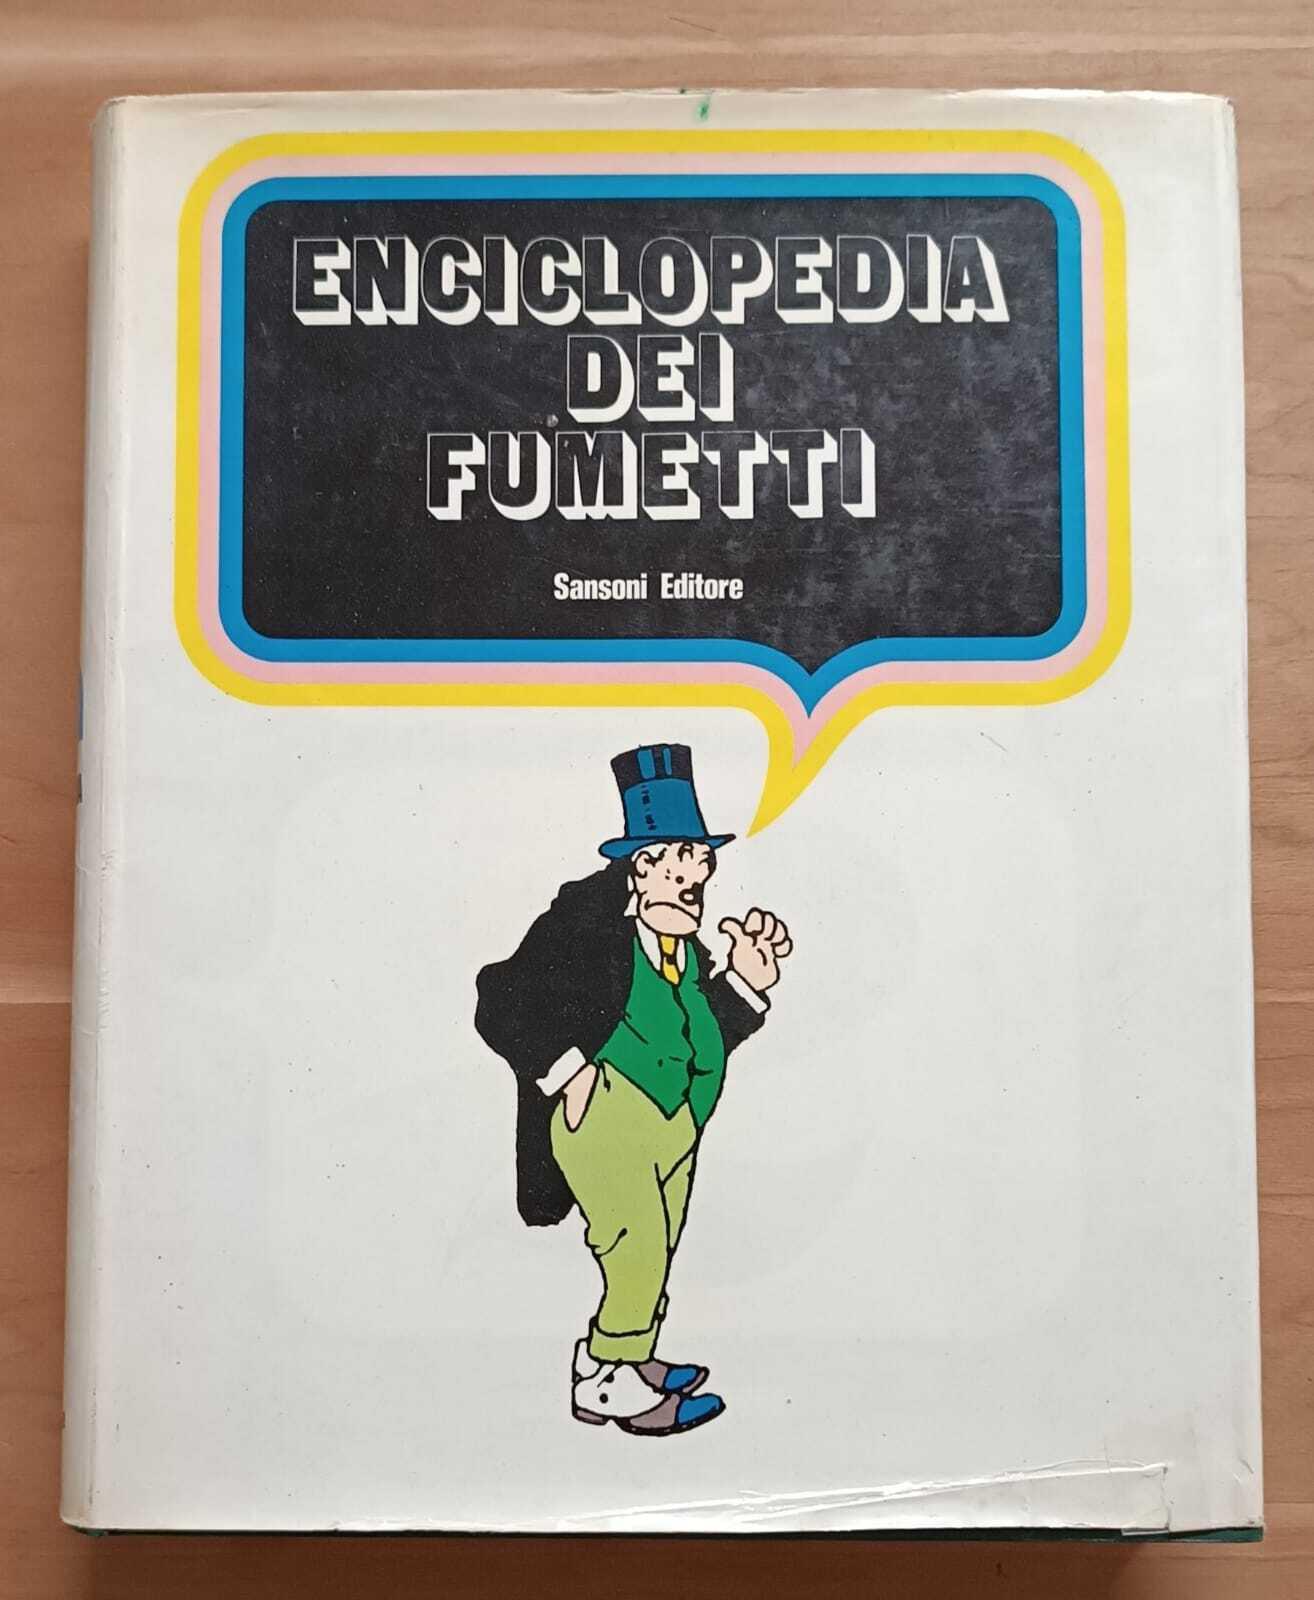 ENCICLOPEDIA
DEI
FUMETTI
Sansoni Editore